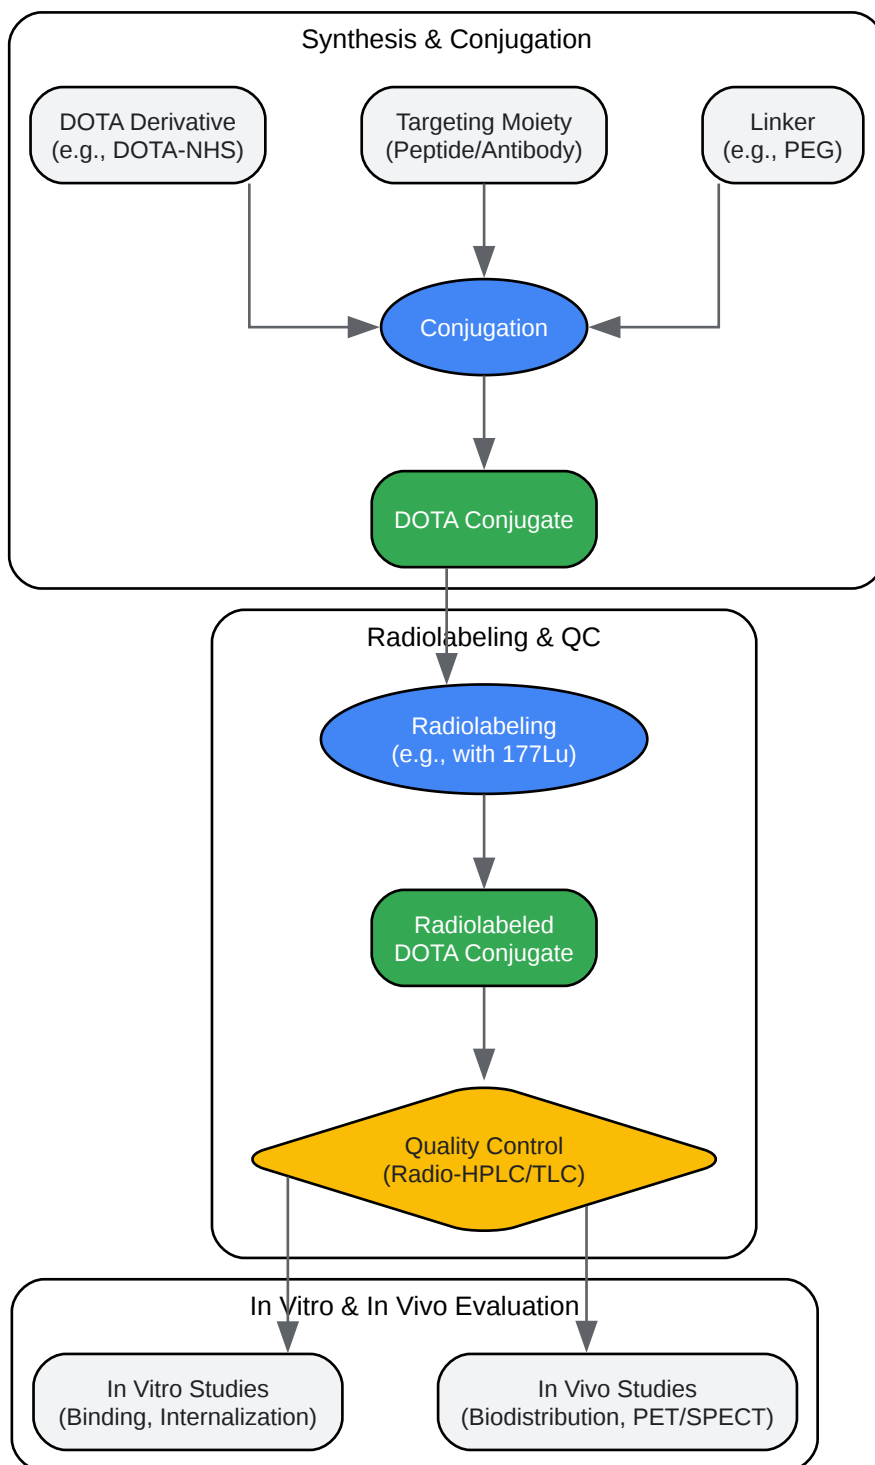 Synthesis & Conjugation
DOTA Derivative
(e.g., DOTA-NHS)
Targeting Moiety
(Peptide/Antibody)
Linker
(e.g., PEG)
Conjugation
DOTA Conjugate
Radiolabeling & QC
Radiolabeling
(e.g., with 177Lu)
Radiolabeled
DOTA Conjugate
Quality Control
(Radio-HPLC/TLC)
In Vitro & In Vivo Evaluation
In Vitro Studies
(Binding, Internalization)
In Vivo Studies
(Biodistribution, PET/SPECT)